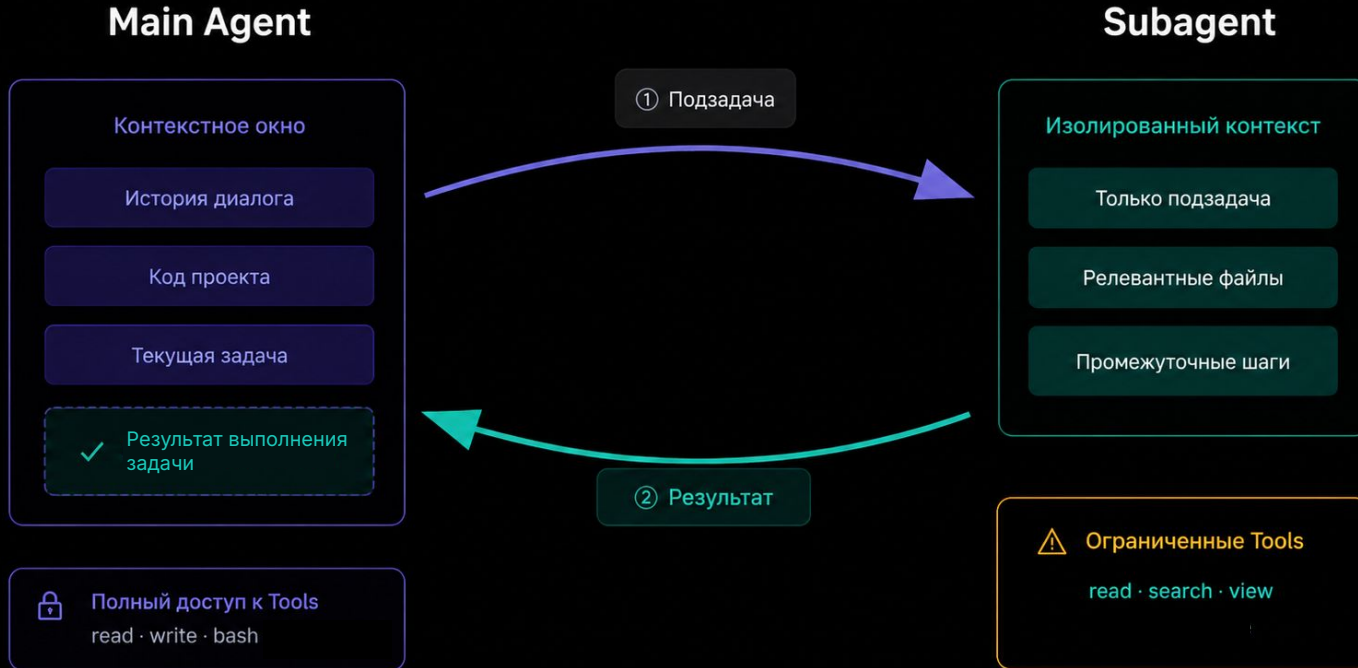 Main Agent
Subagent
① Подзадача
Контекстное окно
История диалога
Код проекта
Текущая задача
Результат выполнения
задачи
Изолированный контекст
Только подзадача
Релевантные файлы
Промежуточные шаги
② Результат
Полный доступ к Tools
read · write · bash
Ограниченные Tools
read · search · view